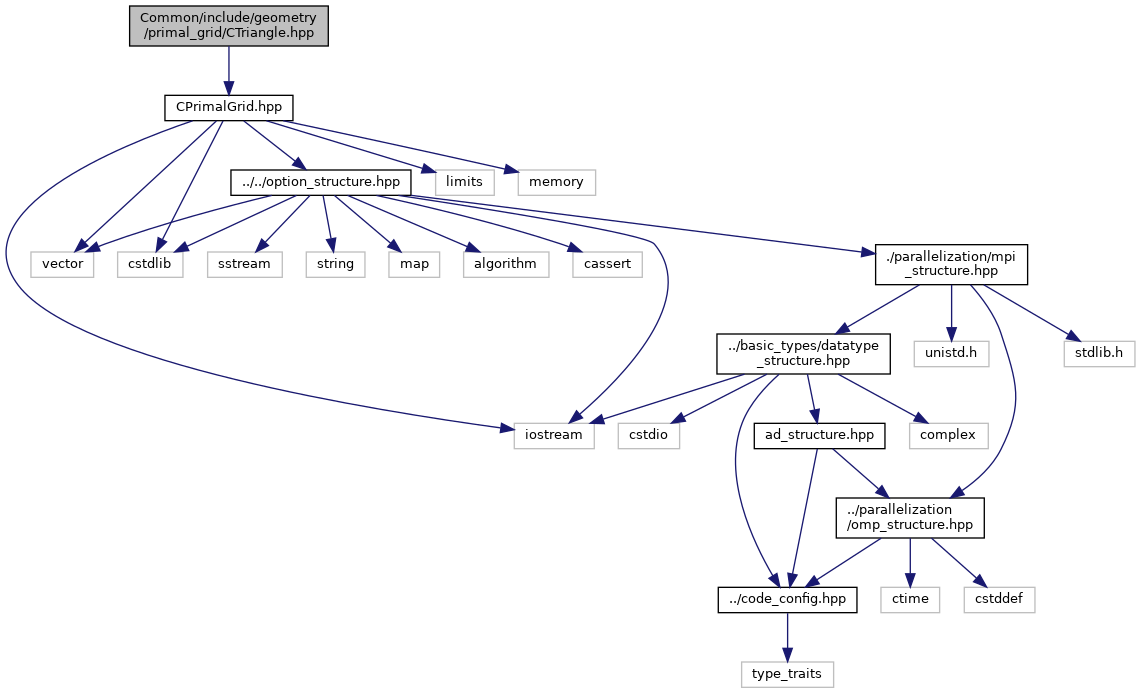 Common/include/geometry
/primal_grid/CTriangle.hpp
CPrimalGrid.hpp
../../option_structure.hpp
limits
memory
vector
cstdlib
sstream
string
map
algorithm
cassert
./parallelization/mpi
_structure.hpp
../basic_types/datatype
_structure.hpp
unistd.h
stdlib.h
iostream
cstdio
ad_structure.hpp
complex
../parallelization
/omp_structure.hpp
../code_config.hpp
ctime
cstddef
type_traits